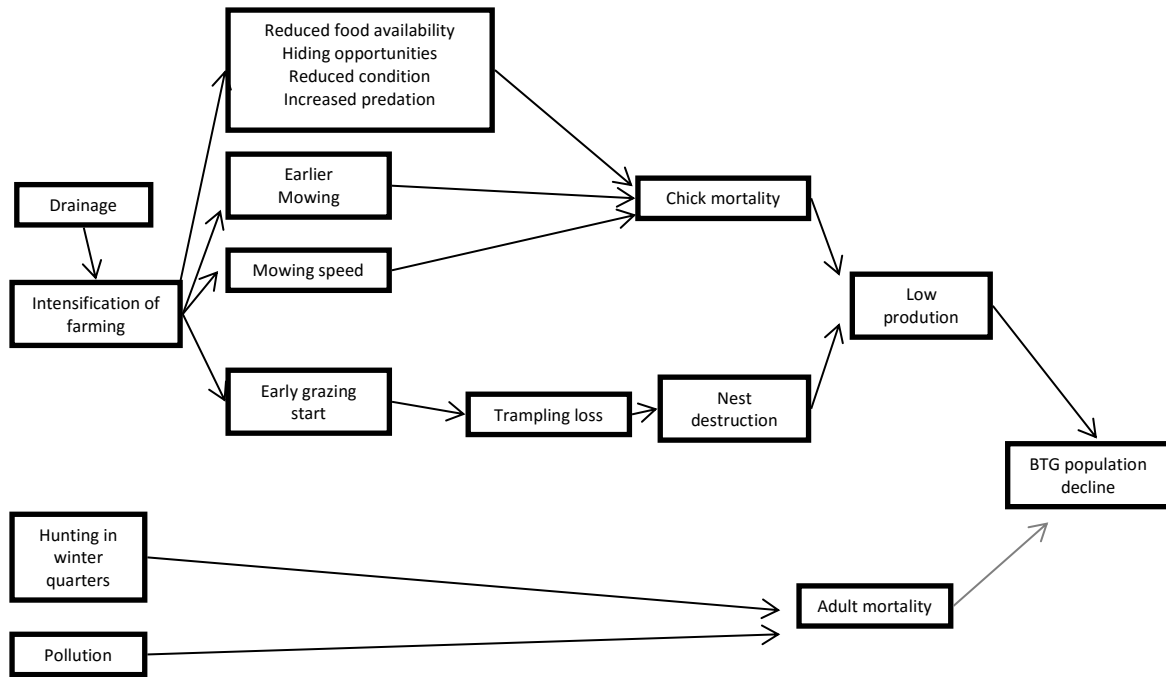 Reduced food availability
Hiding opportunities
Reduced condition
Increased predation
Earlier
Mowing
Chick mortality
Drainage
Mowing speed
Intensification of
farming
Low
prodution
Early grazing
start
Trampling loss
Nest
destruction
BTG population
decline
Hunting in
winter
quarters
Adult mortality
Pollution